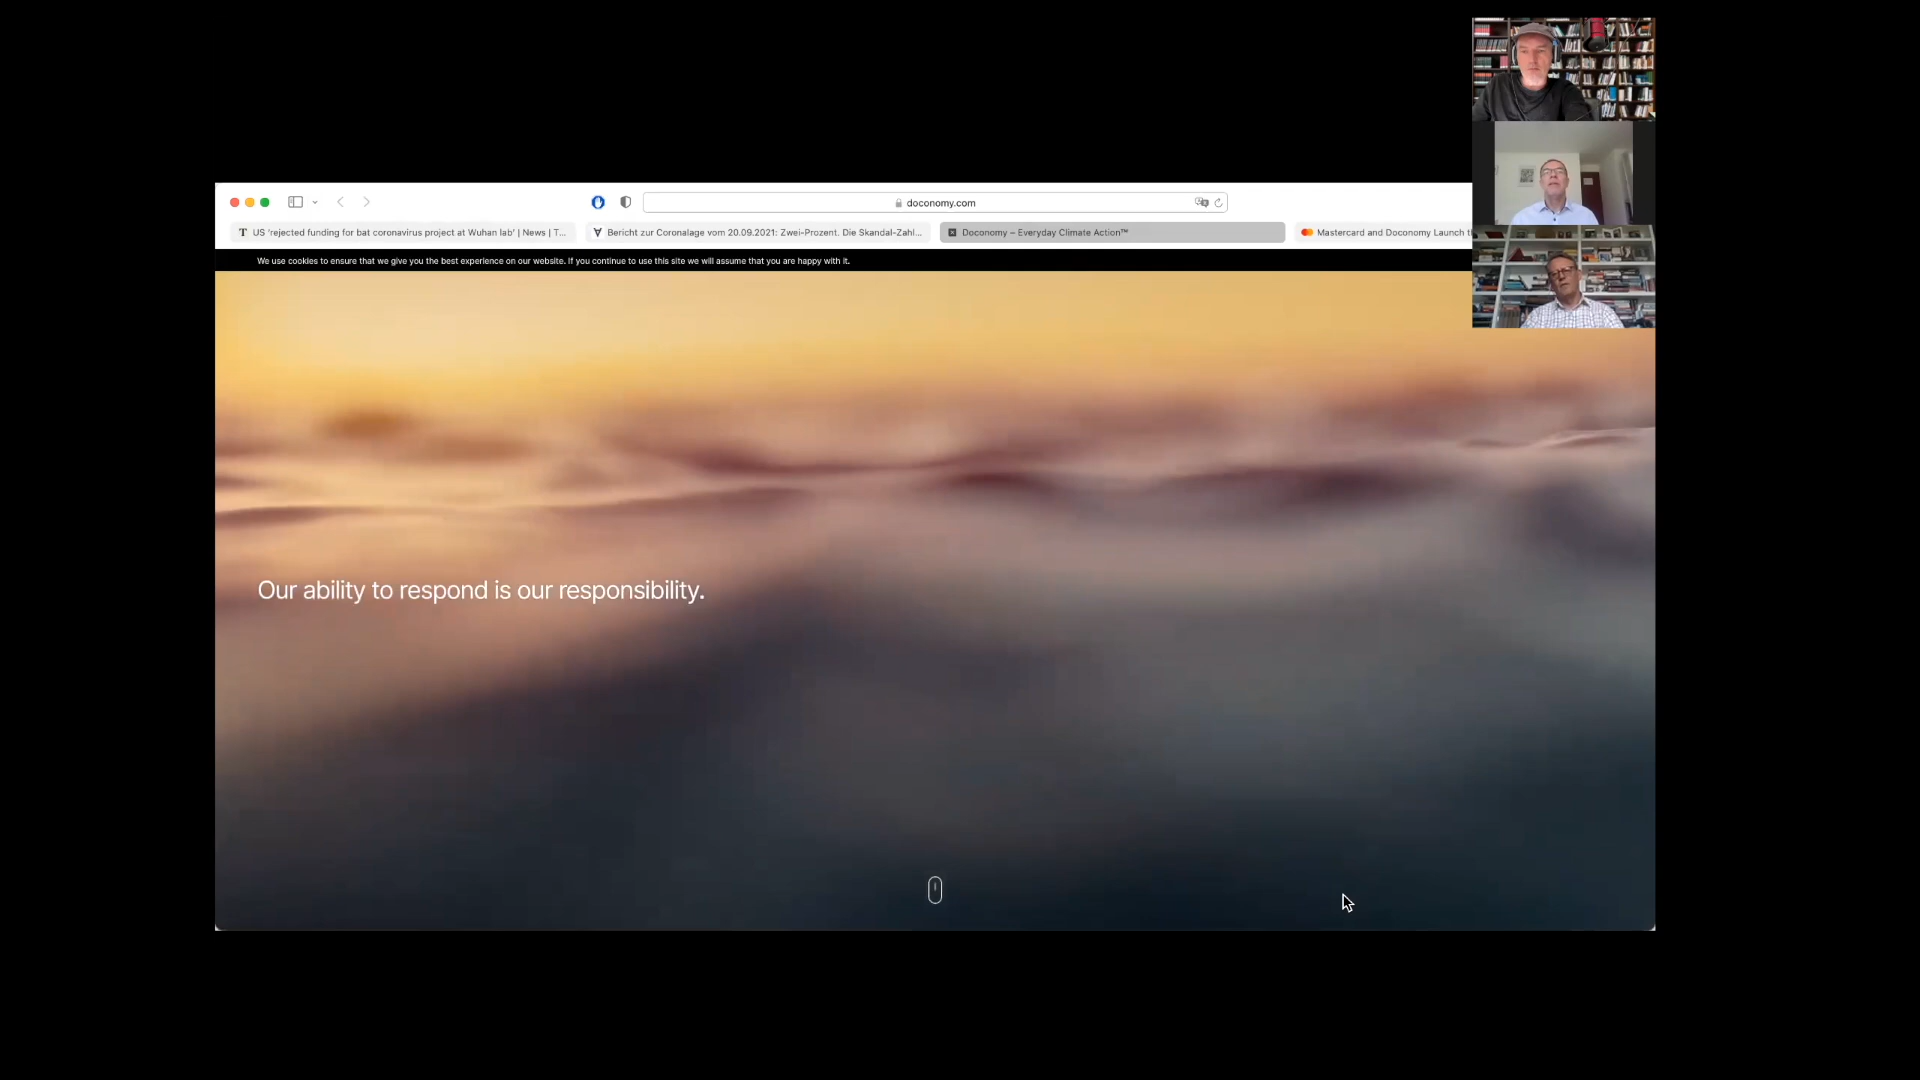 doconomy.com
US 'rejected funding for bat coronavirus project at Wuhan lab' | News | T...
Bericht zur Coronalage vom 20.09.2021: Zwei-Prozent. Die Skandal-Zahl...
Doconomy – Everyday Climate Action™
Mastercard and Doconomy Launch t
We use cookies to ensure that we give you the best experience on our website. If you continue to use this site we will assume that you are happy with it.
Our ability to respond is our responsibility.